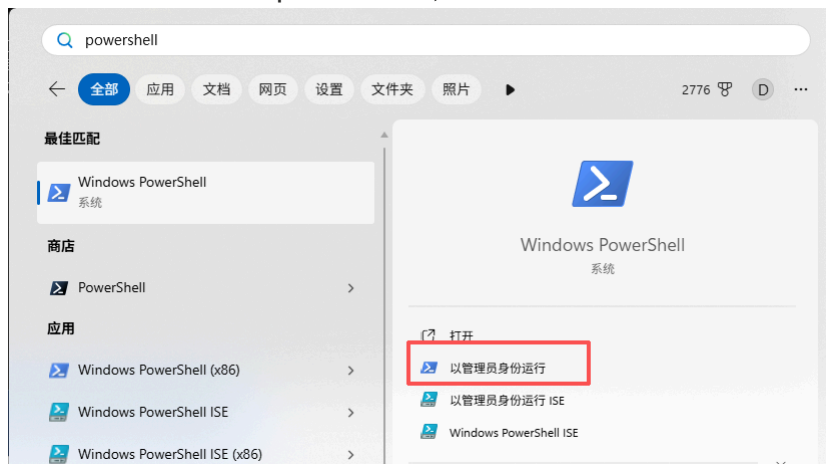 powershell
全部 应用 文档 网页 设置 文件夹 照片 2776 D
最佳匹配
Windows PowerShell
系统
商店
PowerShell
应用
Windows PowerShell (x86)
Windows PowerShell ISE
Windows PowerShell ISE (x86)
Windows PowerShell
系统
打开
以管理员身份运行
以管理员身份运行 ISE
Windows PowerShell ISE